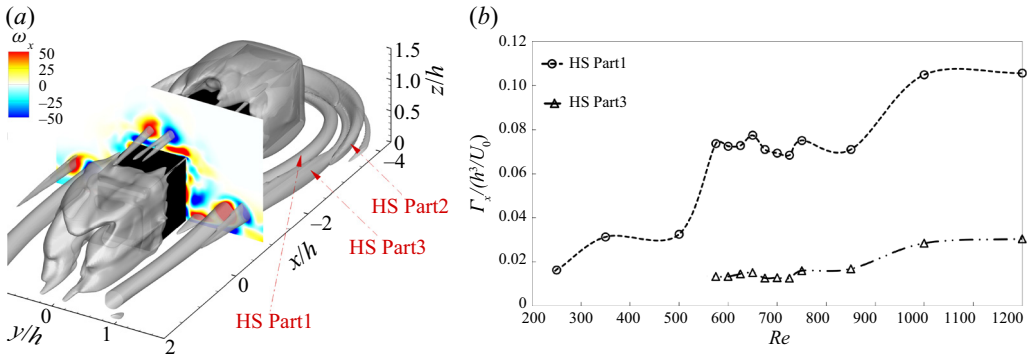 (a)
ω_x
50
25
0
−25
−50
1.5
1.0
0.5
0
z/h
−4
−2
0
x/h
HS Part2
HS Part3
HS Part1
0
1
2
y/h
(b)
0.12
0.10
0.08
0.06
0.04
0.02
0
Γ_x/(h³/U₀)
HS Part1
HS Part3
200 300 400 500 600 700 800 900 1000 1100 1200
Re